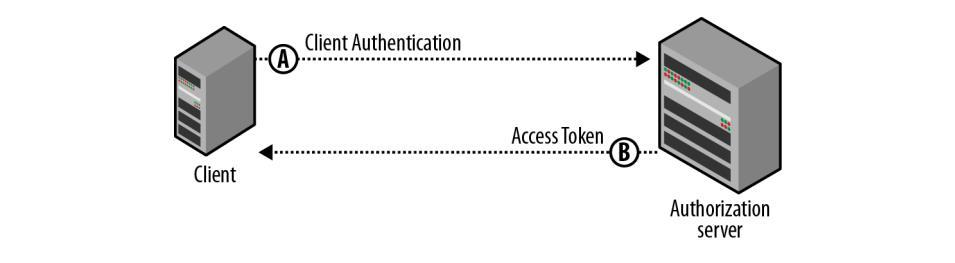 A
Client Authentication
Access Token
B
Client
Authorization
server